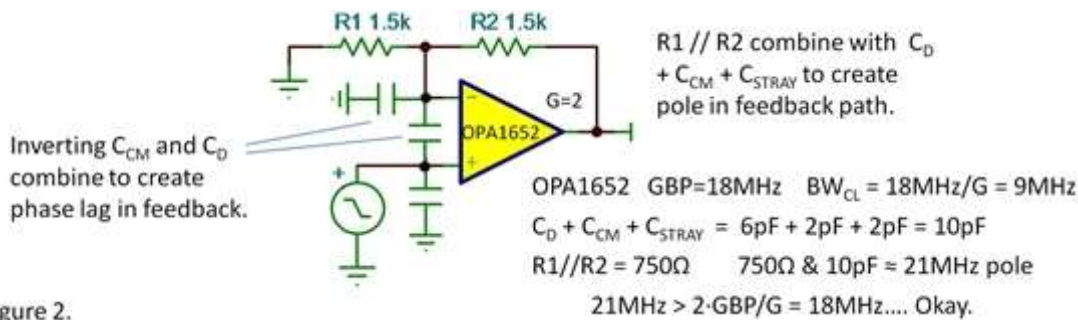 R1 1.5k R2 1.5k
R1 // R2 combine with C_D
+ C_CM + C_STRAY to create
pole in feedback path.
G=2
−
OPA1652
+
Inverting C_CM and C_D
combine to create
phase lag in feedback.
+
OPA1652 GBP=18MHz BW_CL = 18MHz/G = 9MHz
C_D + C_CM + C_STRAY = 6pF + 2pF + 2pF = 10pF
R1//R2 = 750Ω 750Ω & 10pF ≈ 21MHz pole
21MHz > 2·GBP/G = 18MHz.... Okay.
gure 2.